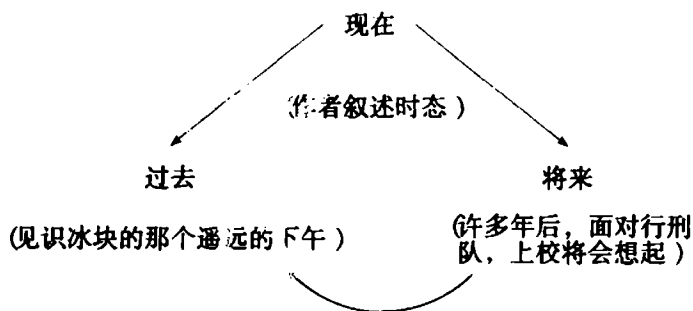 现在
(作者叙述时态)
过去
将来
(见识冰块的那个遥远的下午)
(许多年后，面对行刑
队，上校将会想起)